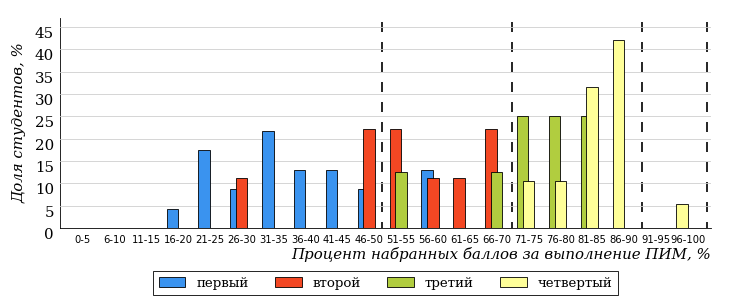 Доля студентов, %
45
40
35
30
25
20
15
10
5
0
0-5 6-10 11-15 16-20 21-25 26-30 31-35 36-40 41-45 46-50 51-55 56-60 61-65 66-70 71-75 76-80 81-85 86-90 91-95 96-100
Процент набранных баллов за выполнение ПИМ, %
первый второй третий четвертый